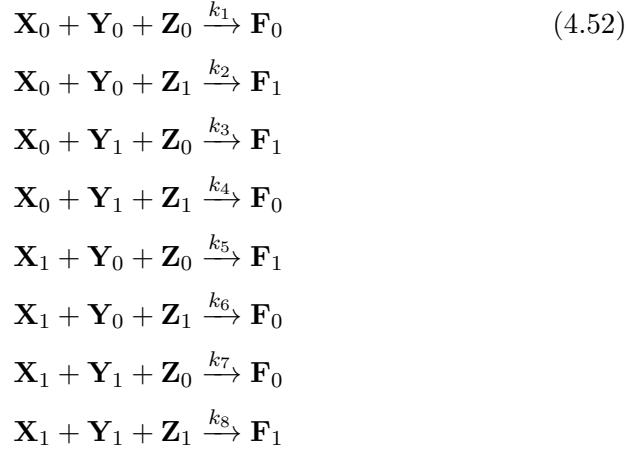 X₀ + Y₀ + Z₀ —k₁→ F₀ (4.52)
X₀ + Y₀ + Z₁ —k₂→ F₁
X₀ + Y₁ + Z₀ —k₃→ F₁
X₀ + Y₁ + Z₁ —k₄→ F₀
X₁ + Y₀ + Z₀ —k₅→ F₁
X₁ + Y₀ + Z₁ —k₆→ F₀
X₁ + Y₁ + Z₀ —k₇→ F₀
X₁ + Y₁ + Z₁ —k₈→ F₁